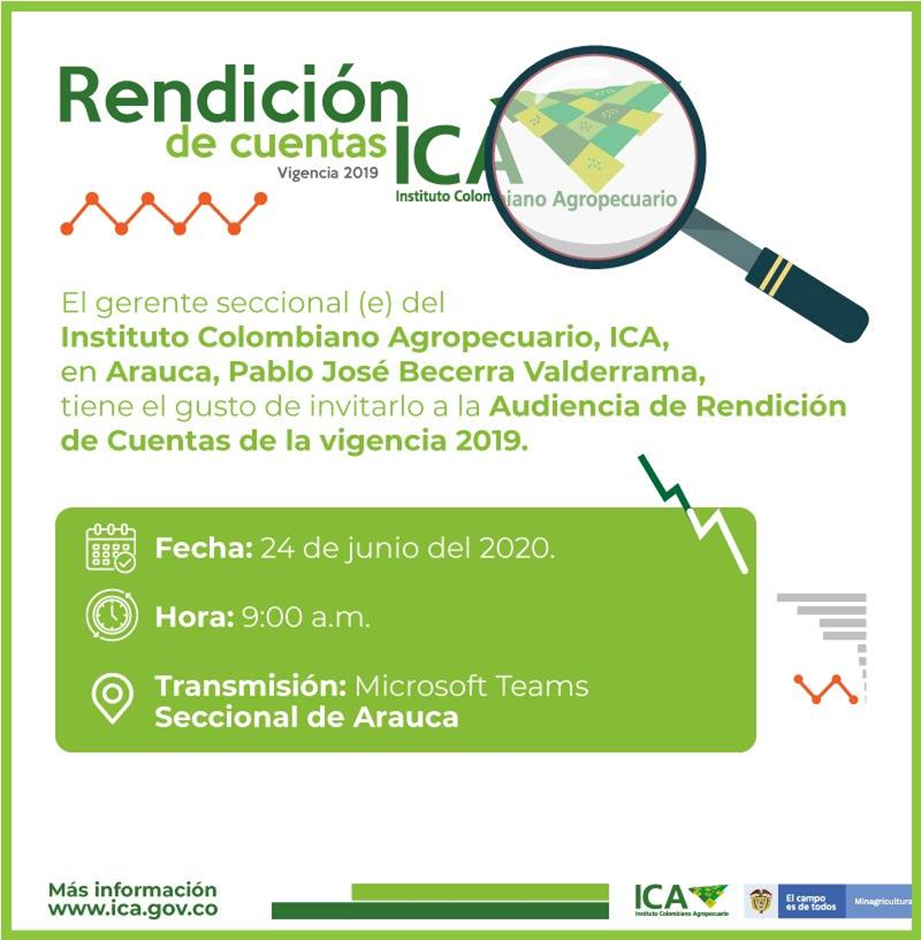 Rendición
de cuentas
Vigencia 2019
ICA
Instituto Colombiano Agropecuario
El gerente seccional (e) del
Instituto Colombiano Agropecuario, ICA,
en Arauca, Pablo José Becerra Valderrama,
tiene el gusto de invitarlo a la Audiencia de Rendición
de Cuentas de la vigencia 2019.
Fecha: 24 de junio del 2020.
Hora: 9:00 a.m.
Transmisión: Microsoft Teams
Seccional de Arauca
Más información
www.ica.gov.co
ICA
Instituto Colombiano Agropecuario
El campo
es de todos
Minagricultura